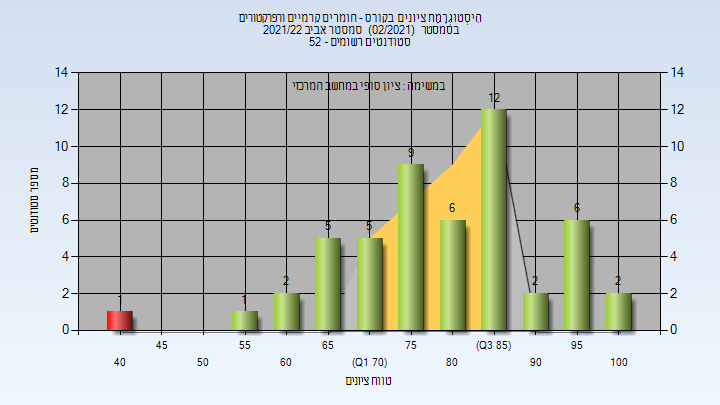 היסטוגרמת ציונים בקורס - חומרים קרמיים ורפרקטורים
בסמסטר (02/2021) סמסטר אביב 2021/22
סטודנטים רשומים - 52
במשימה : ציון סופי במחשב המרכזי
מספר סטודנטים
14 14
12 12
10 10
8 8
6 6
4 4
2 2
0 0
1 1 2 5 5 9 6 12 2 6 2
45 55 65 75 (Q3 85) 95
40 50 60 (Q1 70) 80 90 100
טווח ציונים